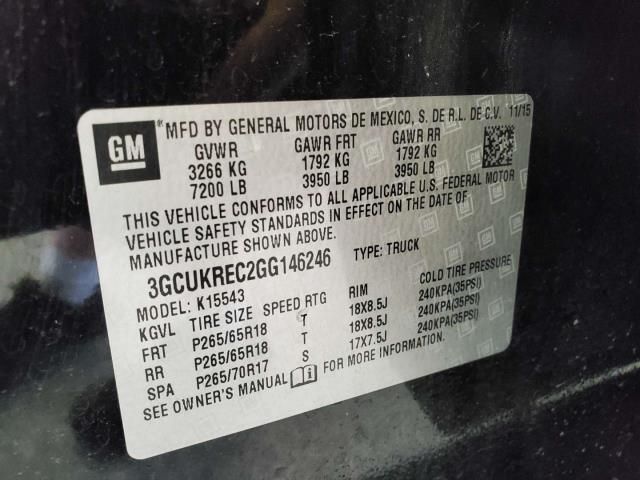 GM
® MFD BY GENERAL MOTORS DE MEXICO, S. DE R.L. DE C.V. 11/15
GVWR GAWR FRT GAWR RR
3266 KG 1792 KG 1792 KG
7200 LB 3950 LB 3950 LB
THIS VEHICLE CONFORMS TO ALL APPLICABLE U.S. FEDERAL MOTOR
VEHICLE SAFETY STANDARDS IN EFFECT ON THE DATE OF
MANUFACTURE SHOWN ABOVE.
3GCUKREC2GG146246 TYPE: TRUCK
MODEL: K15543
KGVL TIRE SIZE SPEED RTG RIM COLD TIRE PRESSURE
FRT P265/65R18 T 18X8.5J 240KPA(35PSI)
RR P265/65R18 T 18X8.5J 240KPA(35PSI)
SPA P265/70R17 S 17X7.5J 240KPA(35PSI)
SEE OWNER'S MANUAL FOR MORE INFORMATION.